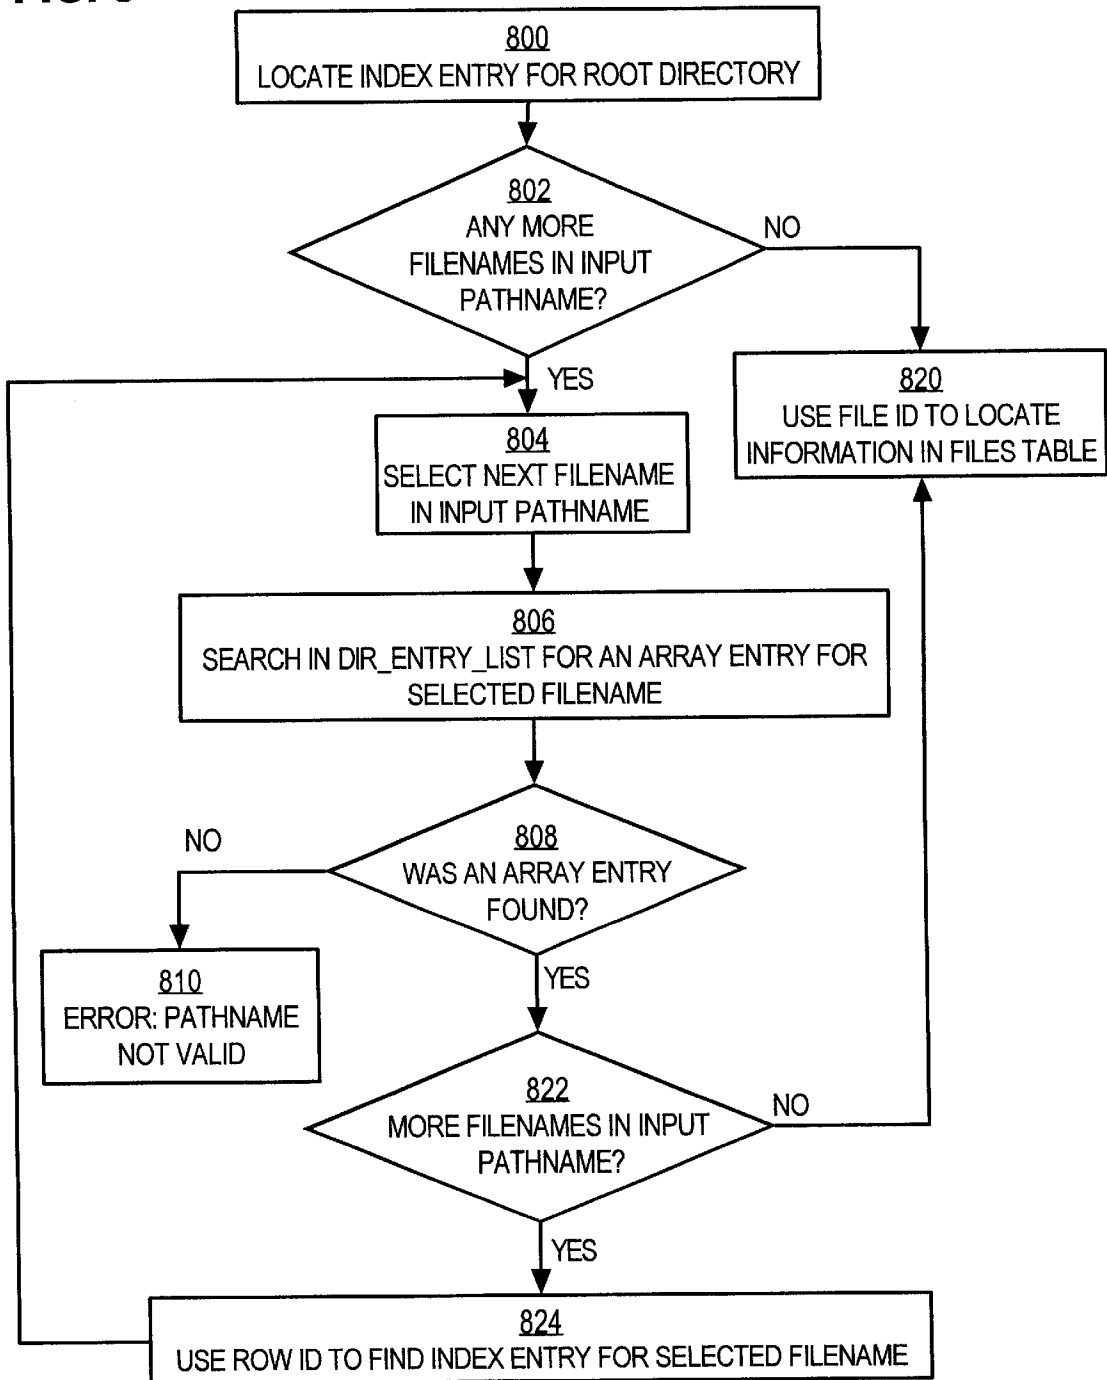 800
LOCATE INDEX ENTRY FOR ROOT DIRECTORY
802
ANY MORE
FILENAMES IN INPUT
PATHNAME?
NO
YES
820
USE FILE ID TO LOCATE
INFORMATION IN FILES TABLE
804
SELECT NEXT FILENAME
IN INPUT PATHNAME
806
SEARCH IN DIR_ENTRY_LIST FOR AN ARRAY ENTRY FOR
SELECTED FILENAME
NO
808
WAS AN ARRAY ENTRY
FOUND?
YES
810
ERROR: PATHNAME
NOT VALID
822
MORE FILENAMES IN INPUT
PATHNAME?
NO
YES
824
USE ROW ID TO FIND INDEX ENTRY FOR SELECTED FILENAME